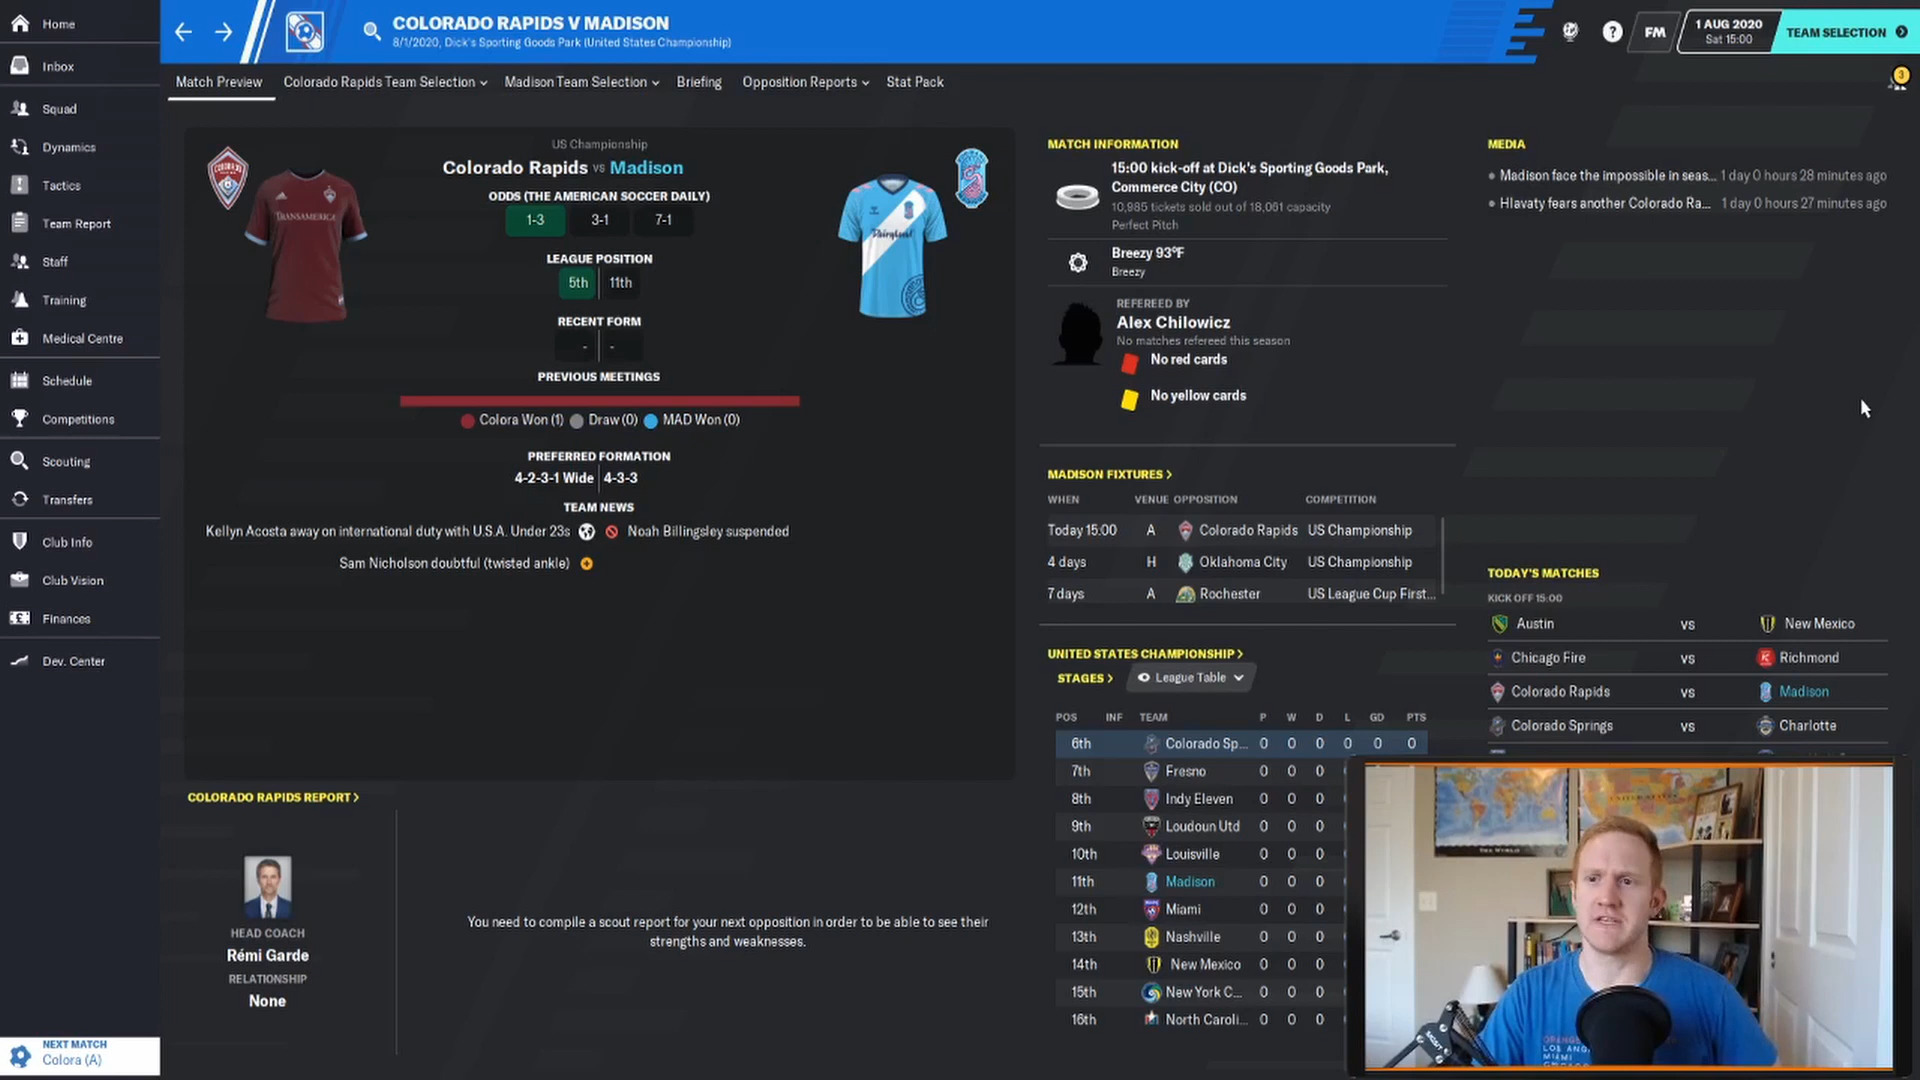 Home
Inbox
Squad
Dynamics
Tactics
Team Report
Staff
Training
Medical Centre
Schedule
Competitions
Scouting
Transfers
Club Info
Club Vision
Finances
Dev. Center
NEXT MATCH
Colora (A)
COLORADO RAPIDS V MADISON
8/1/2020, Dick's Sporting Goods Park (United States Championship)
FM
1 AUG 2020
Sat 15:00
TEAM SELECTION
3
Match Preview
Colorado Rapids Team Selection
Madison Team Selection
Briefing
Opposition Reports
Stat Pack
US Championship
Colorado Rapids vs Madison
ODDS (THE AMERICAN SOCCER DAILY)
1-3 3-1 7-1
LEAGUE POSITION
5th 11th
RECENT FORM
- -
PREVIOUS MEETINGS
Colora Won (1) Draw (0) MAD Won (0)
PREFERRED FORMATION
4-2-3-1 Wide 4-3-3
TEAM NEWS
Kellyn Acosta away on international duty with U.S.A. Under 23s Noah Billingsley suspended
Sam Nicholson doubtful (twisted ankle)
TRANSAMERICA
Dairyland
COLORADO RAPIDS REPORT >
HEAD COACH
Rémi Garde
RELATIONSHIP
None
You need to compile a scout report for your next opposition in order to be able to see their
strengths and weaknesses.
MATCH INFORMATION
15:00 kick-off at Dick's Sporting Goods Park,
Commerce City (CO)
10,985 tickets sold out of 18,061 capacity
Perfect Pitch
Breezy 93°F
Breezy
REFEREED BY
Alex Chilowicz
No matches refereed this season
No red cards
No yellow cards
MADISON FIXTURES >
WHEN VENUE OPPOSITION COMPETITION
Today 15:00 A Colorado Rapids US Championship
4 days H Oklahoma City US Championship
7 days A Rochester US League Cup First...
UNITED STATES CHAMPIONSHIP >
STAGES > League Table
POS INF TEAM P W D L GD PTS
6th Colorado Sp... 0 0 0 0 0 0
7th Fresno 0 0 0
8th Indy Eleven 0 0 0
9th Loudoun Utd 0 0 0
10th Louisville 0 0 0
11th Madison 0 0 0
12th Miami 0 0 0
13th Nashville 0 0 0
14th New Mexico 0 0 0
15th New York C... 0 0 0
16th North Caroli... 0 0 0
MEDIA
Madison face the impossible in seas... 1 day 0 hours 28 minutes ago
Hlavaty fears another Colorado Ra... 1 day 0 hours 27 minutes ago
TODAY'S MATCHES
KICK OFF 15:00
Austin vs New Mexico
Chicago Fire vs Richmond
Colorado Rapids vs Madison
Colorado Springs vs Charlotte
THE WORLD
LOS ANG
MIAMI